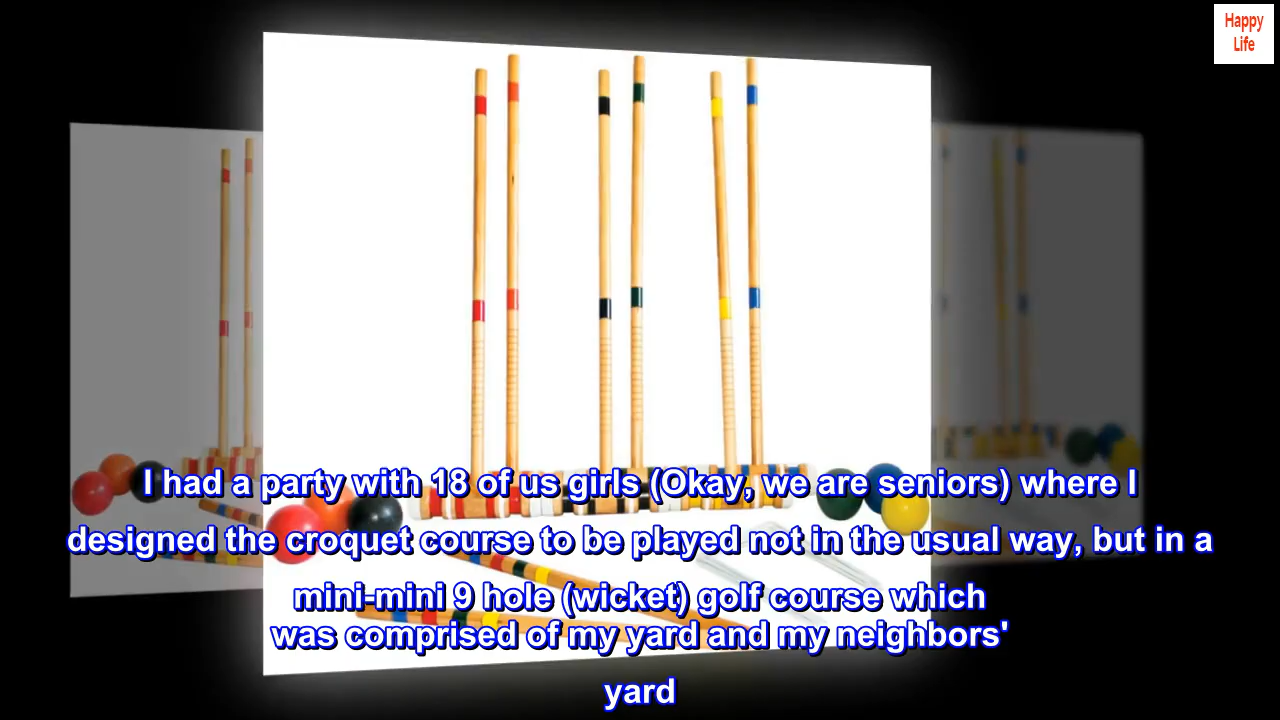 Happy
Life
I had a party with 18 of us girls (Okay, we are seniors) where I
designed the croquet course to be played not in the usual way, but in a
mini-mini 9 hole (wicket) golf course which
was comprised of my yard and my neighbors'
yard